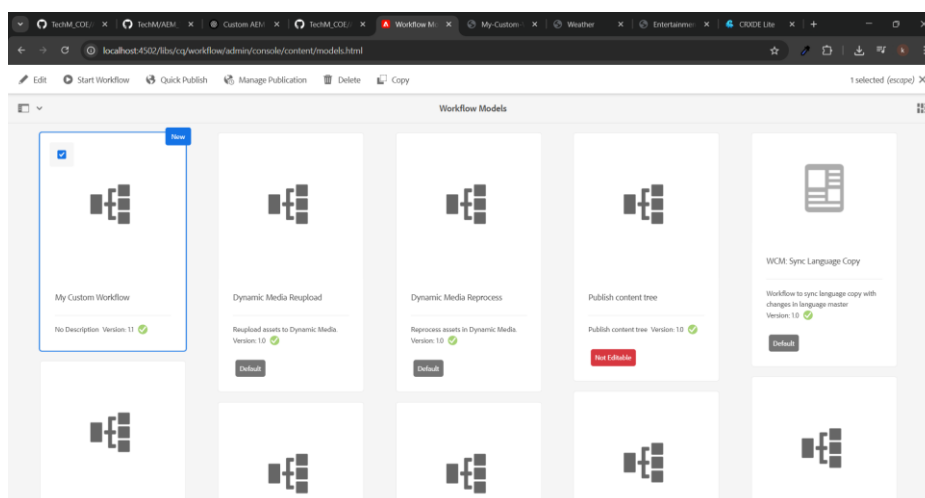 TechM_COE/
TechM/AEM_
Custom AEM
TechM_COE/
Workflow Mo
My-Custom-
Weather
Entertainmen
CRXDE Lite
localhost:4502/libs/cq/workflow/admin/console/content/models.html
Edit
Start Workflow
Quick Publish
Manage Publication
Delete
Copy
1 selected (escape)
Workflow Models
New
My Custom Workflow
No Description Version: 1.1
Dynamic Media Reupload
Reupload assets to Dynamic Media.
Version: 1.0
Default
Dynamic Media Reprocess
Reprocess assets in Dynamic Media.
Version: 1.0
Default
Publish content tree
Publish content tree Version: 1.0
Not Editable
WCM: Sync Language Copy
Workflow to sync language copy with
changes in language master
Version: 1.0
Default